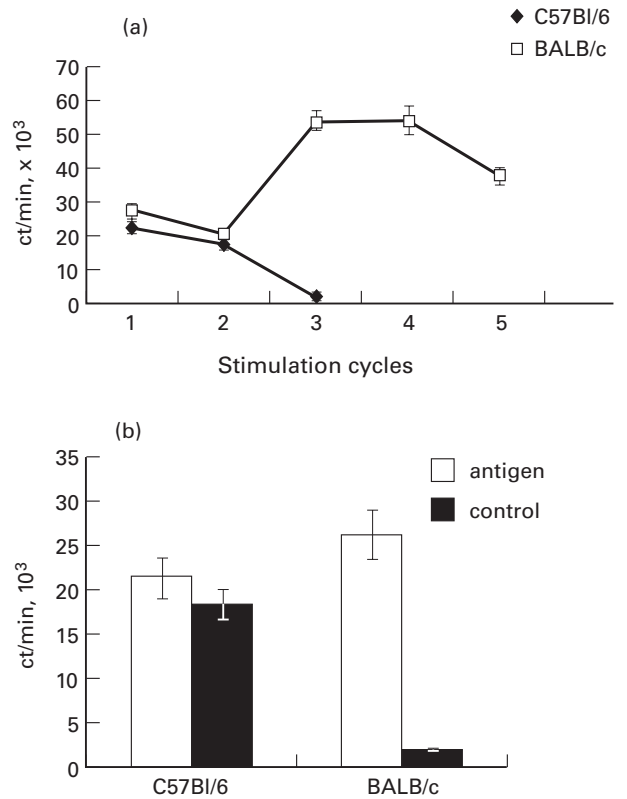 (a)
C57Bl/6
BALB/c
70
60
50
40
30
20
10
0
ct/min, x 10³
1 2 3 4 5
Stimulation cycles
(b)
antigen
control
35
30
25
20
15
10
5
0
ct/min, 10³
C57Bl/6 BALB/c